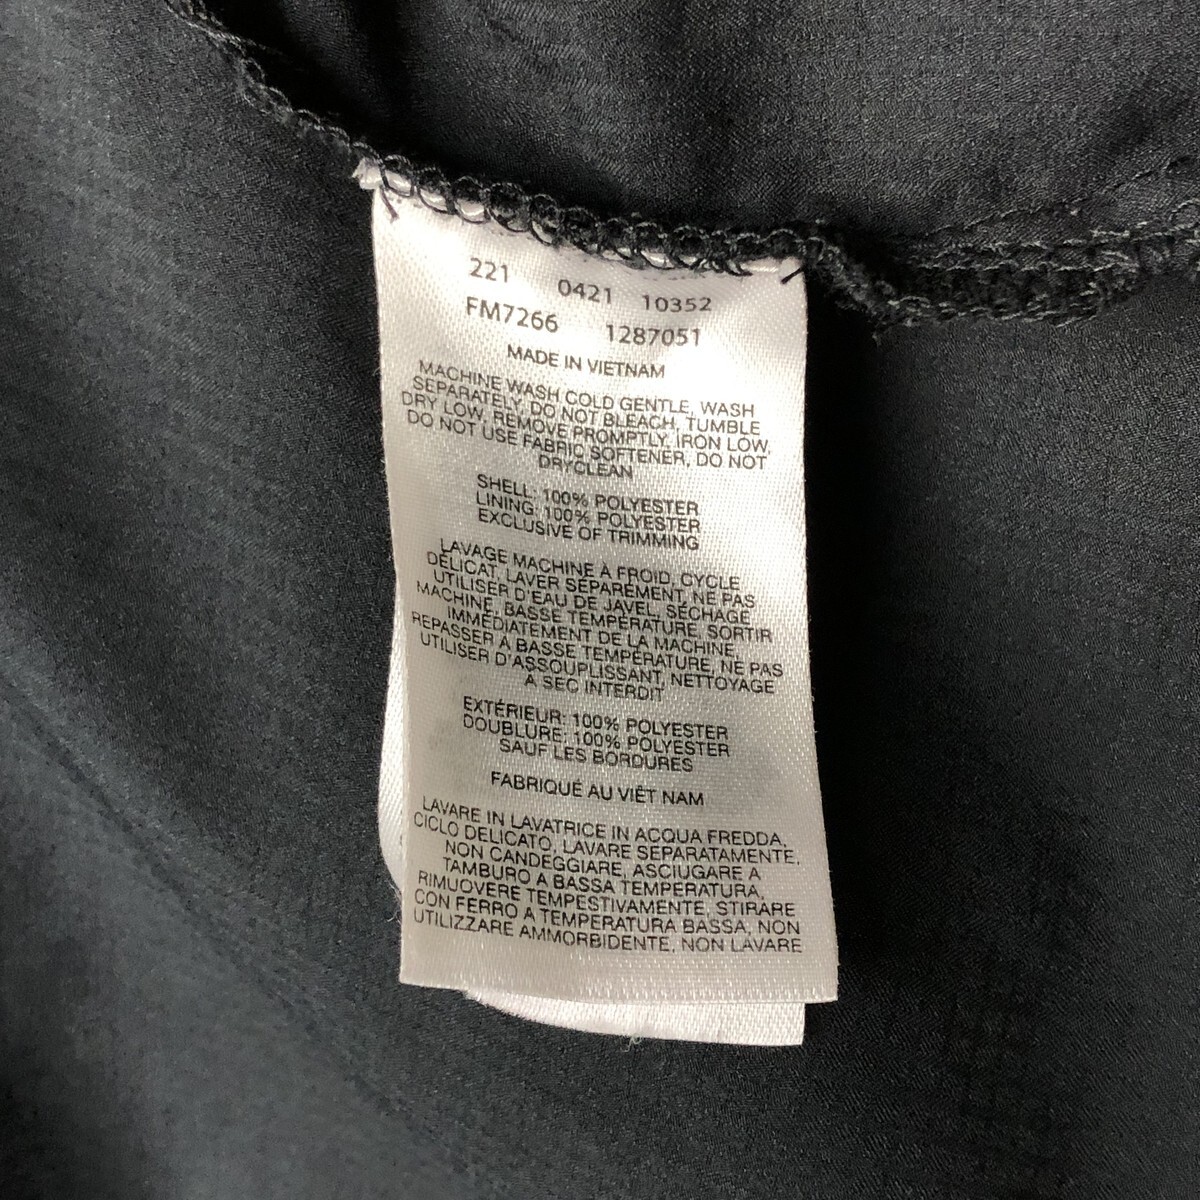 221 0421 10352
FM7266 1287051
MADE IN VIETNAM
MACHINE WASH COLD GENTLE, WASH
SEPARATELY, DO NOT BLEACH, TUMBLE
DRY LOW, REMOVE PROMPTLY, IRON LOW,
DO NOT USE FABRIC SOFTENER, DO NOT
DRYCLEAN
SHELL: 100% POLYESTER
LINING: 100% POLYESTER
EXCLUSIVE OF TRIMMING
LAVAGE MACHINE À FROID, CYCLE
DÉLICAT, LAVER SÉPARÉMENT, NE PAS
UTILISER D'EAU DE JAVEL, SÉCHAGE
MACHINE, BASSE TEMPÉRATURE, SORTIR
IMMÉDIATEMENT DE LA MACHINE,
REPASSER À BASSE TEMPÉRATURE, NE PAS
UTILISER D'ASSOUPLISSANT, NETTOYAGE
À SEC INTERDIT
EXTÉRIEUR: 100% POLYESTER
DOUBLURE: 100% POLYESTER
SAUF LES BORDURES
FABRIQUÉ AU VIÊT NAM
LAVARE IN LAVATRICE IN ACQUA FREDDA,
CICLO DELICATO, LAVARE SEPARATAMENTE,
NON CANDEGGIARE, ASCIUGARE A
TAMBURO A BASSA TEMPERATURA,
RIMUOVERE TEMPESTIVAMENTE, STIRARE
CON FERRO A TEMPERATURA BASSA, NON
UTILIZZARE AMMORBIDENTE, NON LAVARE